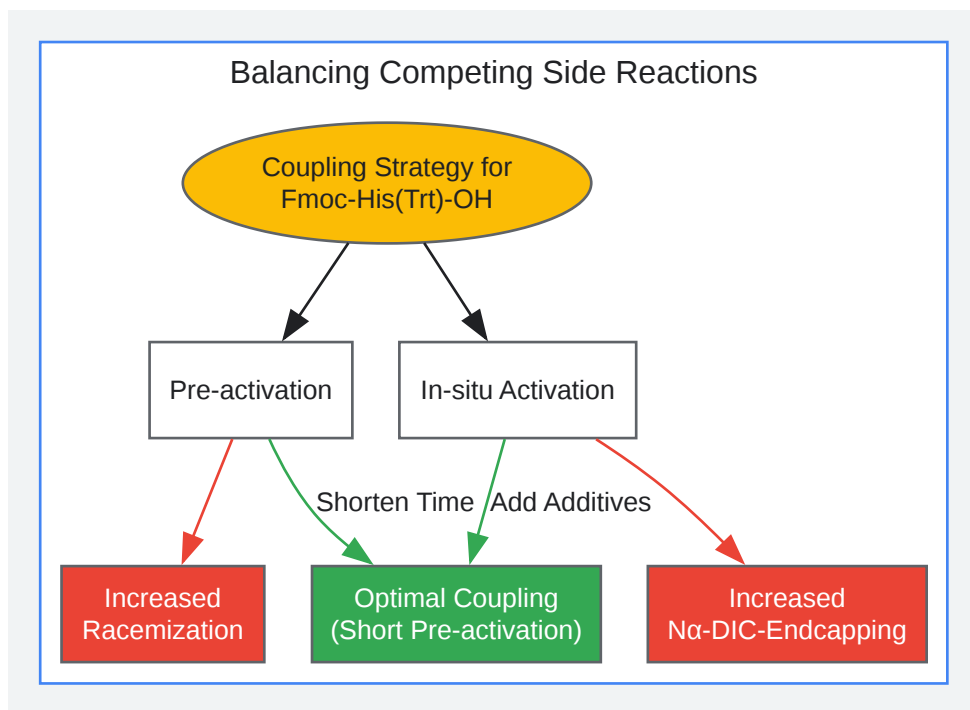 Balancing Competing Side Reactions
Coupling Strategy for
Fmoc-His(Trt)-OH
Pre-activation
In-situ Activation
Shorten Time
Add Additives
Increased
Racemization
Optimal Coupling
(Short Pre-activation)
Increased
Nα-DIC-Endcapping